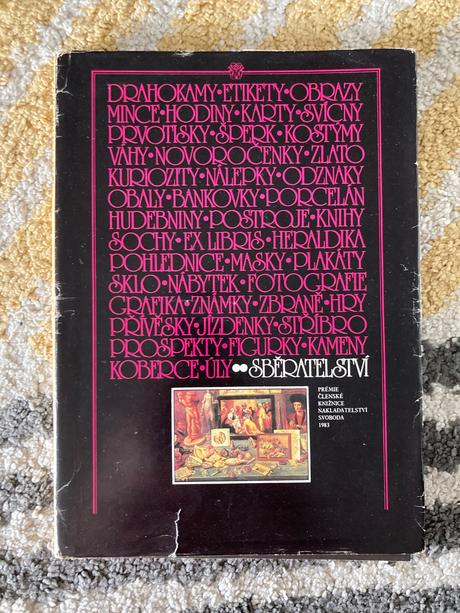 DRAHOKAMY•ETIKETY•OBRAZY
MINCE•HODINY•KARTY•SVÍCNY
PRVOTISKY•ŠPERK•KOSTÝMY
VÁHY•NOVOROČENKY•ZLATO
KURIOZITY•NÁLEPKY•ODZNAKY
OBALY•BANKOVKY•PORCELÁN
HUDEBNINY•POSTROJE•KNIHY
SOCHY•EX LIBRIS•HERALDIKA
POHLEDNICE•MASKY•PLAKÁTY
SKLO•NÁBYTEK•FOTOGRAFIE
GRAFIKA•ZNÁMKY•ZBRANĚ•HRY
PŘÍVĚSKY•JÍZDENKY•STŘÍBRO
PROSPEKTY•FIGURKY•KAMENY
KOBERCE•ÚLY••SBĚRATELSTVÍ
PRÉMIE
ČLENSKÉ
KNIŽNICE
NAKLADATELSTVÍ
SVOBODA
1983